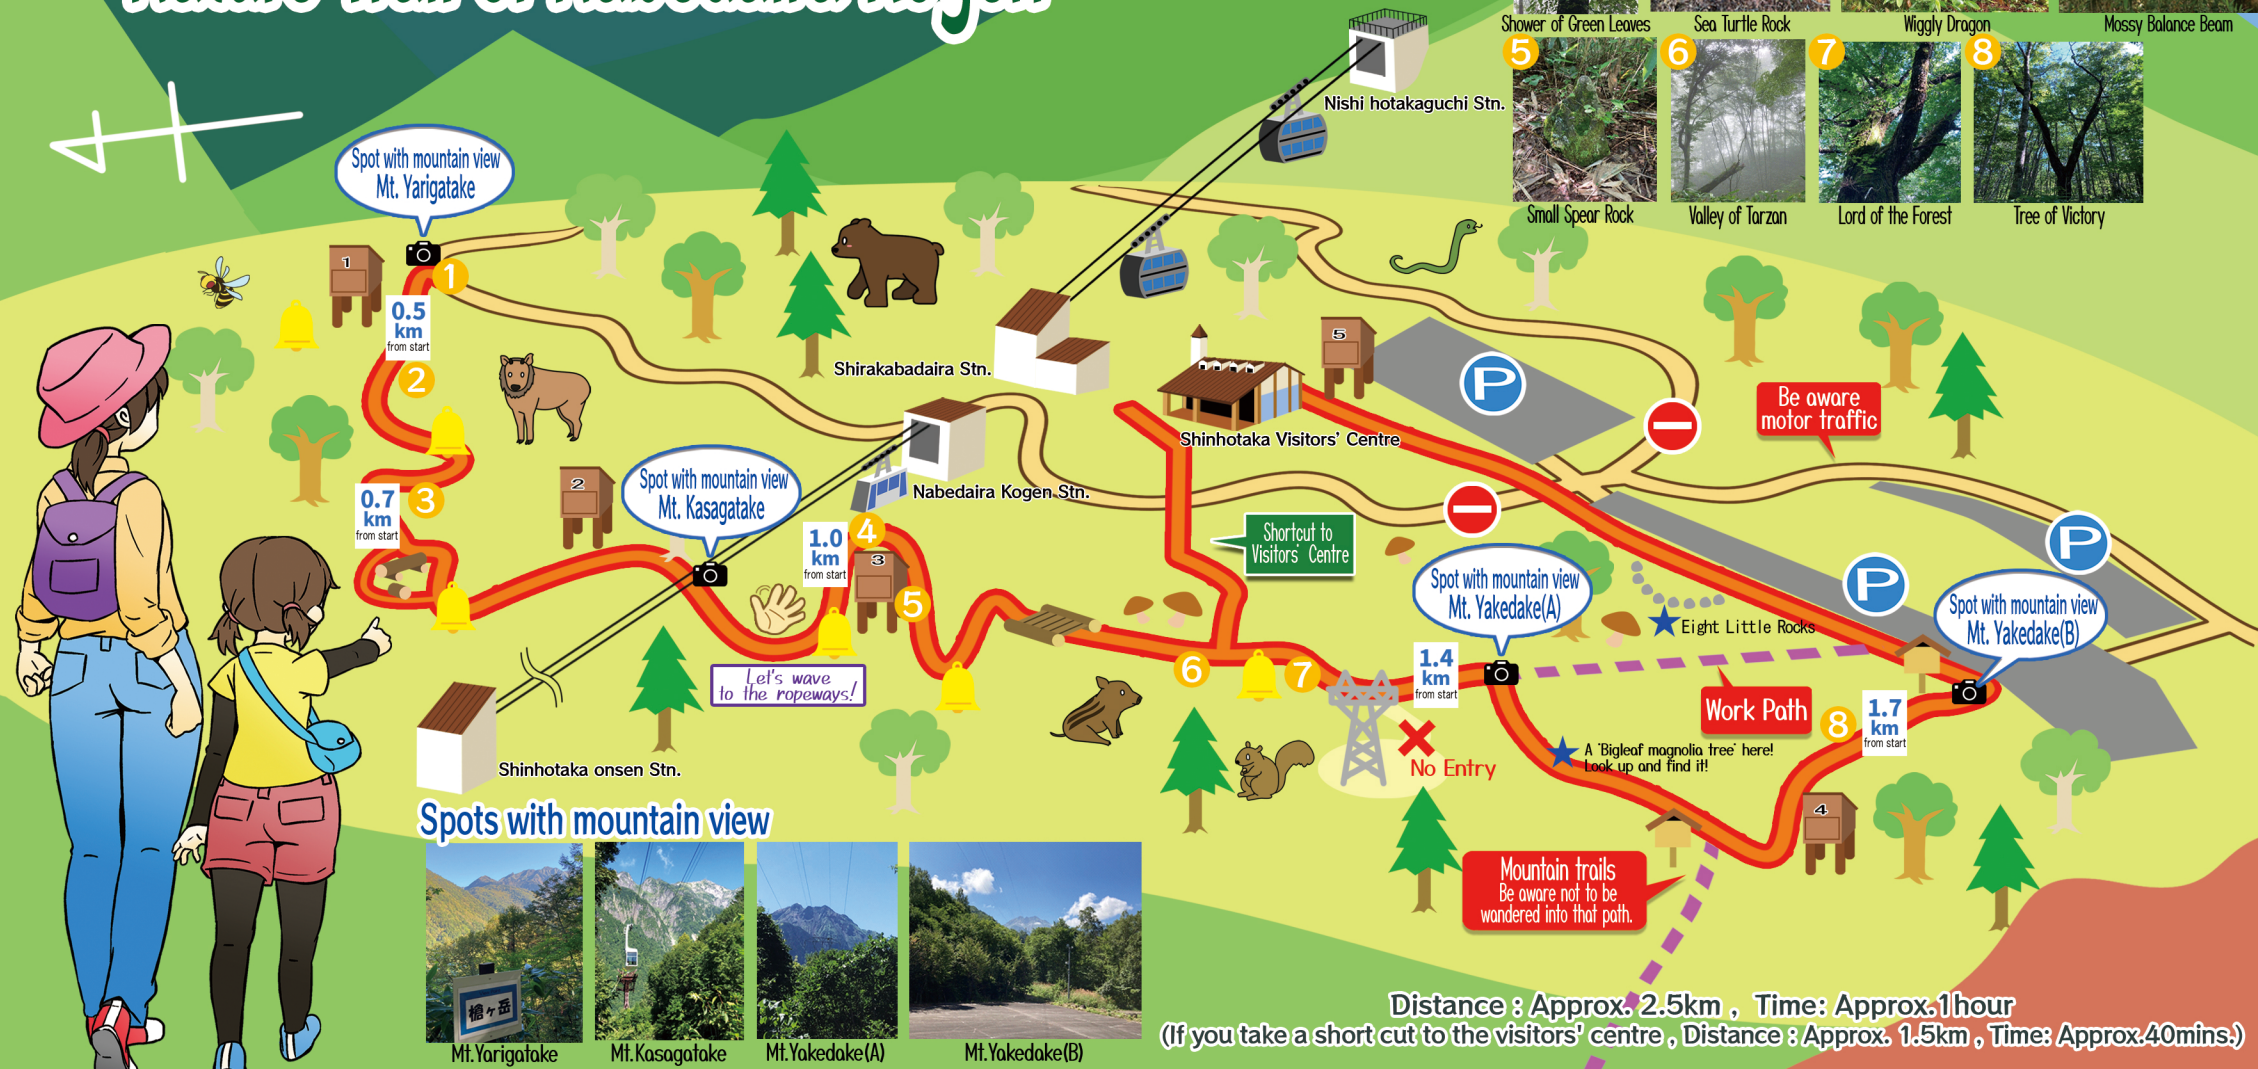 Shower of Green Leaves
Sea Turtle Rock
Wiggly Dragon
Mossy Balance Beam
5
6
7
8
Small Spear Rock
Valley of Tarzan
Lord of the Forest
Tree of Victory
Nishi hotakaguchi Stn.
Spot with mountain view
Mt. Yarigatake
1
1
0.5
km
from start
2
3
0.7
km
from start
2
Spot with mountain view
Mt. Kasagatake
Shirakabadaira Stn.
Nabedaira Kogen Stn.
5
P
Shinhotaka Visitors' Centre
Be aware
motor traffic
1.0
km
from start
4
3
5
Shortcut to
Visitors' Centre
Spot with mountain view
Mt. Yakedake(A)
P
P
Spot with mountain view
Mt. Yakedake(B)
Eight Little Rocks
Let's wave
to the ropeways!
6
7
1.4
km
from start
Work Path
8
1.7
km
from start
No Entry
A 'Bigleaf magnolia tree' here!
Look up and find it!
4
Shinhotaka onsen Stn.
Mountain trails
Be aware not to be
wandered into that path.
Spots with mountain view
槍ヶ岳
Mt.Yarigatake
Mt.Kasagatake
Mt.Yakedake(A)
Mt.Yakedake(B)
Distance : Approx. 2.5km , Time: Approx.1hour
(If you take a short cut to the visitors' centre , Distance : Approx. 1.5km , Time: Approx.40mins.)